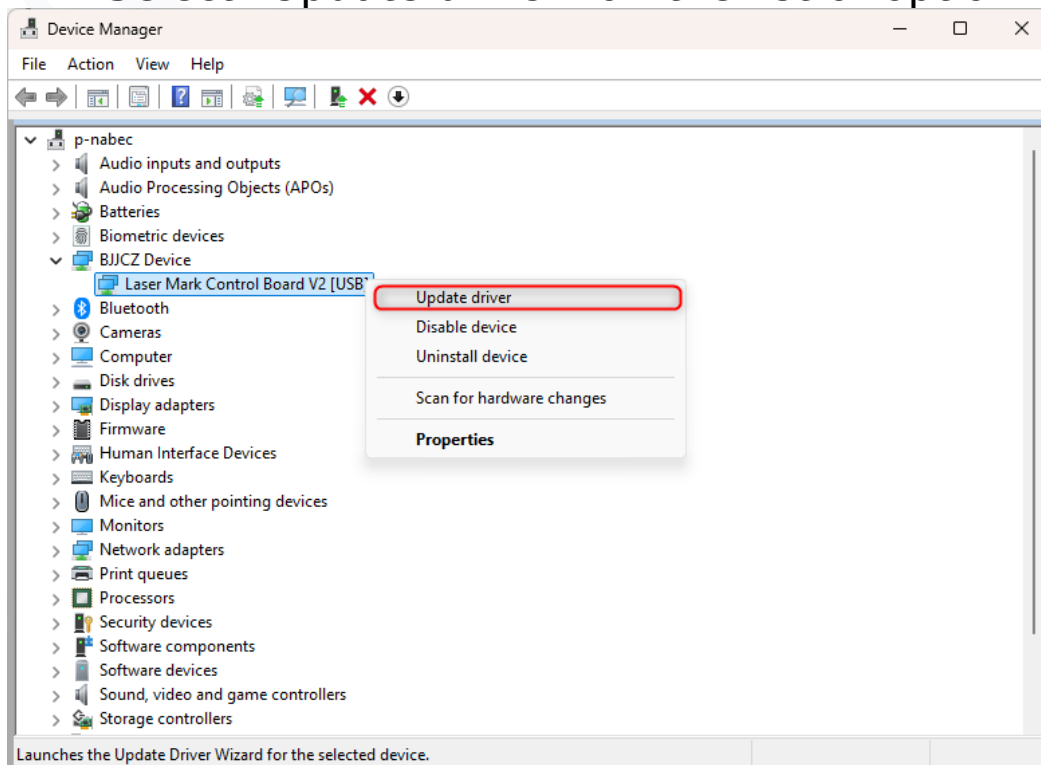 Device Manager
File Action View Help
p-nabec
Audio inputs and outputs
Audio Processing Objects (APOs)
Batteries
Biometric devices
BJJCZ Device
Laser Mark Control Board V2 [USB]
Update driver
Disable device
Uninstall device
Scan for hardware changes
Properties
Bluetooth
Cameras
Computer
Disk drives
Display adapters
Firmware
Human Interface Devices
Keyboards
Mice and other pointing devices
Monitors
Network adapters
Print queues
Processors
Security devices
Software components
Software devices
Sound, video and game controllers
Storage controllers
Launches the Update Driver Wizard for the selected device.